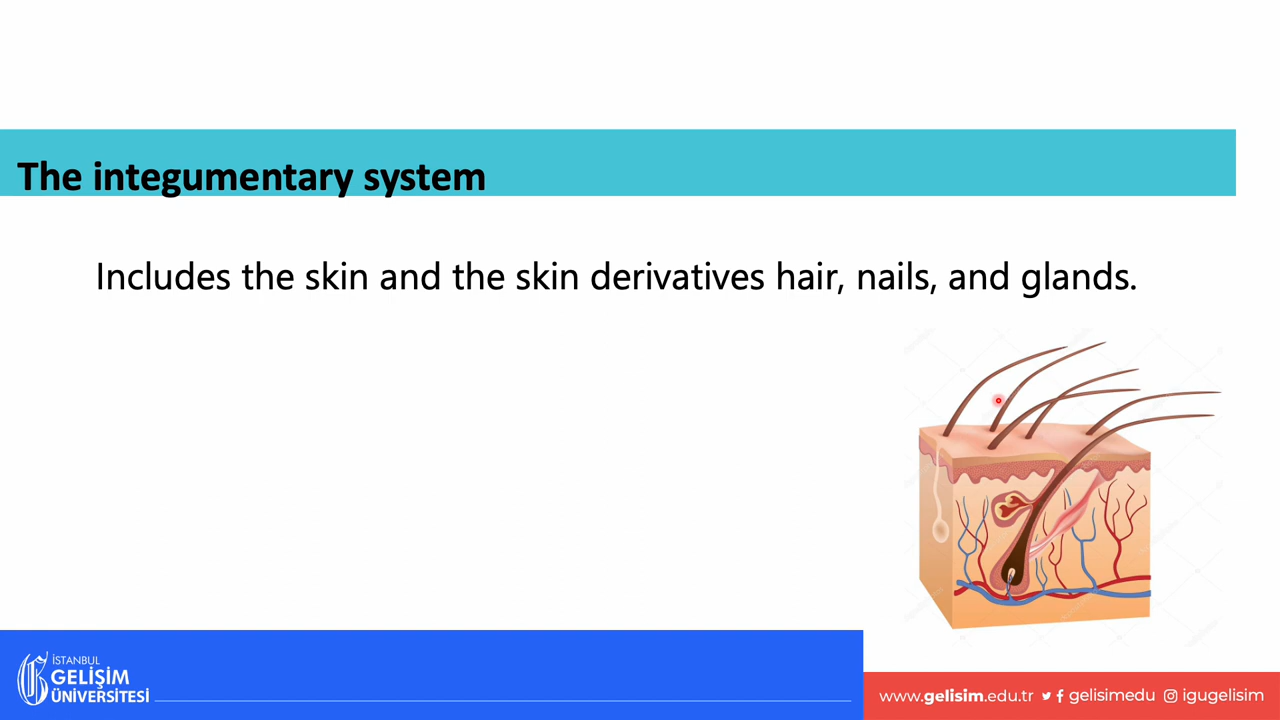 The integumentary system
Includes the skin and the skin derivatives hair, nails, and glands.
İSTANBUL
GELİŞİM
ÜNİVERSİTESİ
www.gelisim.edu.tr gelisimedu igugelisim